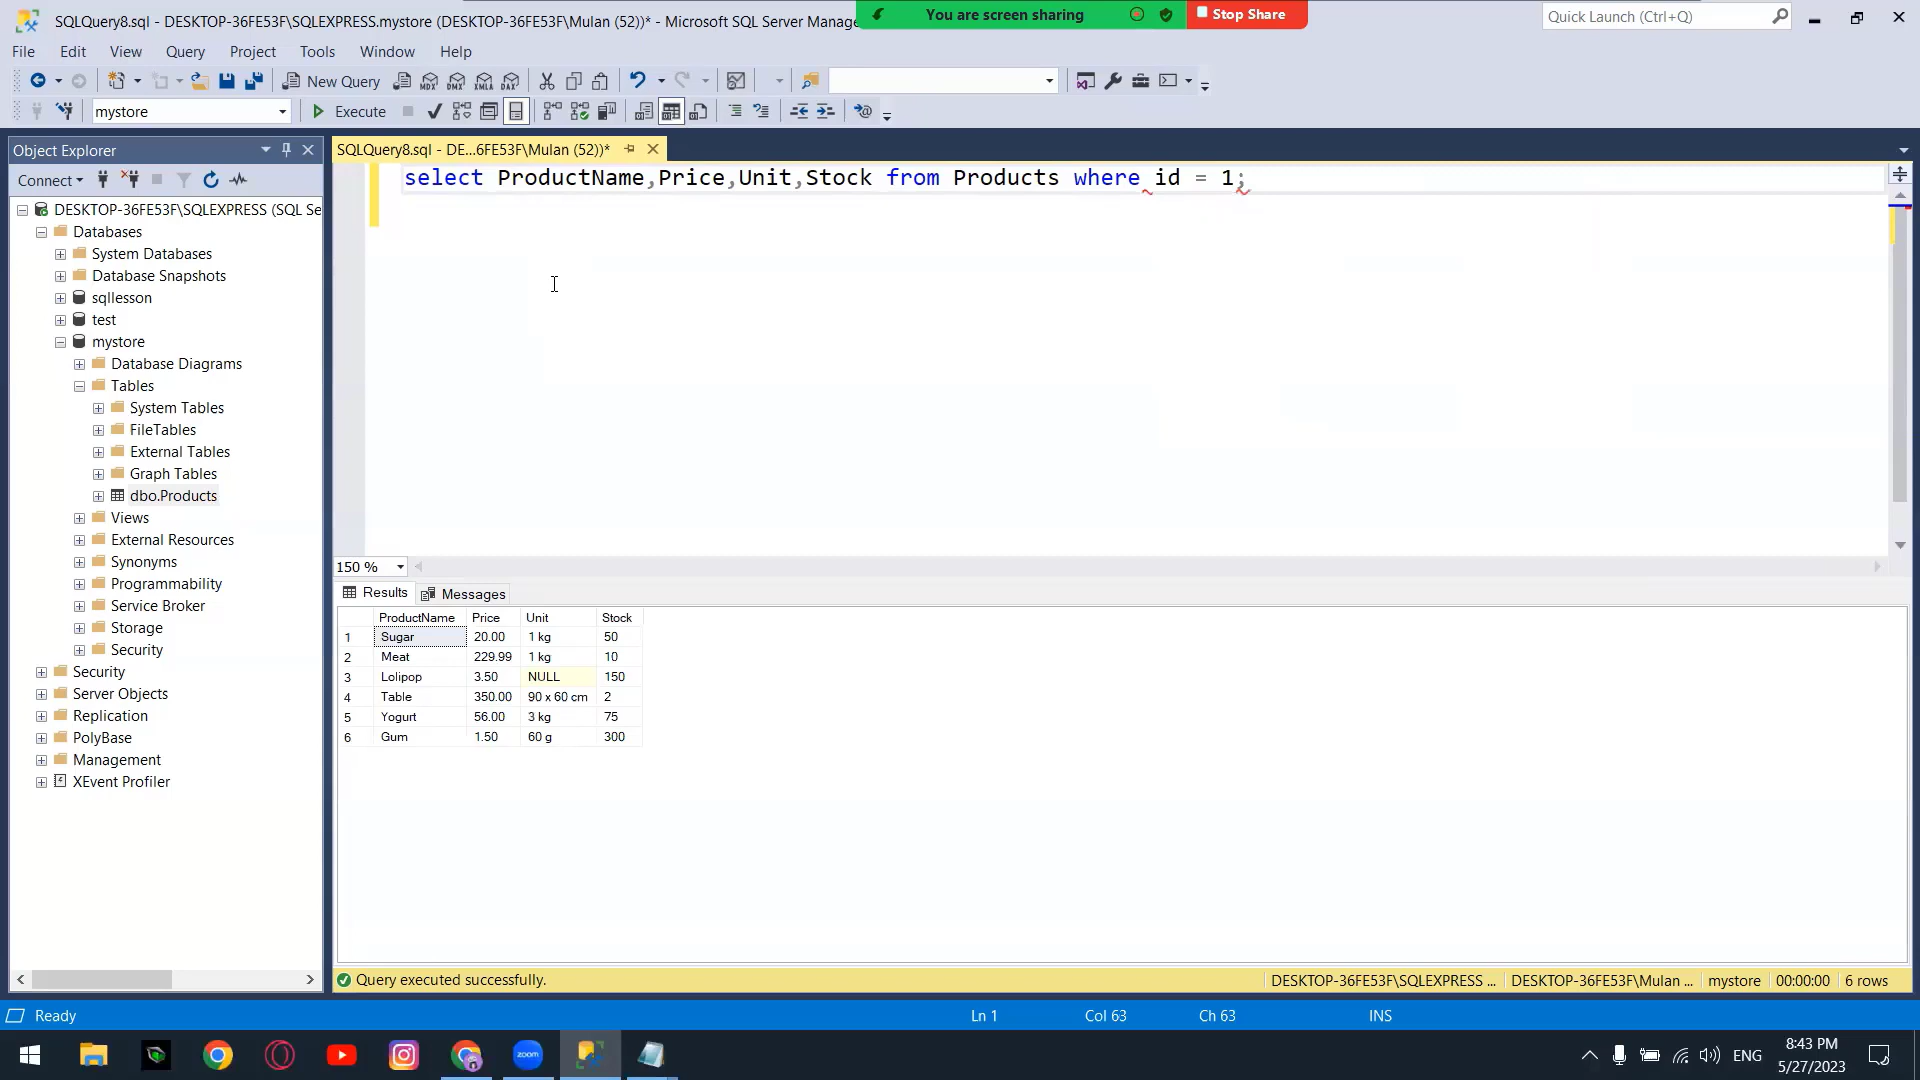 SQLQuery8.sql - DESKTOP-36FE53F\SQLEXPRESS.mystore (DESKTOP-36FE53F\Mulan (52))* - Microsoft SQL Server Manage
You are screen sharing
Stop Share
Quick Launch (Ctrl+Q)
File Edit View Query Project Tools Window Help
New Query
MDX DMX XMLA DAX
mystore
Execute
Object Explorer
SQLQuery8.sql - DE...6FE53F\Mulan (52))*
Connect
select ProductName,Price,Unit,Stock from Products where id = 1;
DESKTOP-36FE53F\SQLEXPRESS (SQL Se
Databases
System Databases
Database Snapshots
sqllesson
test
mystore
Database Diagrams
Tables
System Tables
FileTables
External Tables
Graph Tables
dbo.Products
Views
External Resources
Synonyms
Programmability
Service Broker
Storage
Security
Security
Server Objects
Replication
PolyBase
Management
XEvent Profiler
150 %
Results Messages
ProductName Price Unit Stock
1 Sugar 20.00 1 kg 50
2 Meat 229.99 1 kg 10
3 Lolipop 3.50 NULL 150
4 Table 350.00 90 x 60 cm 2
5 Yogurt 56.00 3 kg 75
6 Gum 1.50 60 g 300
Query executed successfully.
DESKTOP-36FE53F\SQLEXPRESS ... DESKTOP-36FE53F\Mulan ... mystore 00:00:00 6 rows
Ready
Ln 1 Col 63 Ch 63 INS
zoom
ENG
8:43 PM
5/27/2023